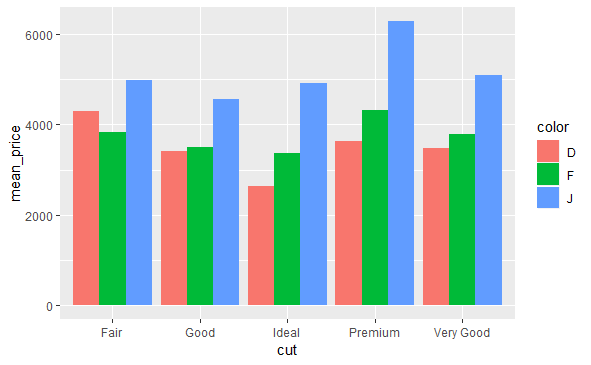 mean_price
6000
4000
2000
0
Fair Good Ideal Premium Very Good
cut
color
D
F
J